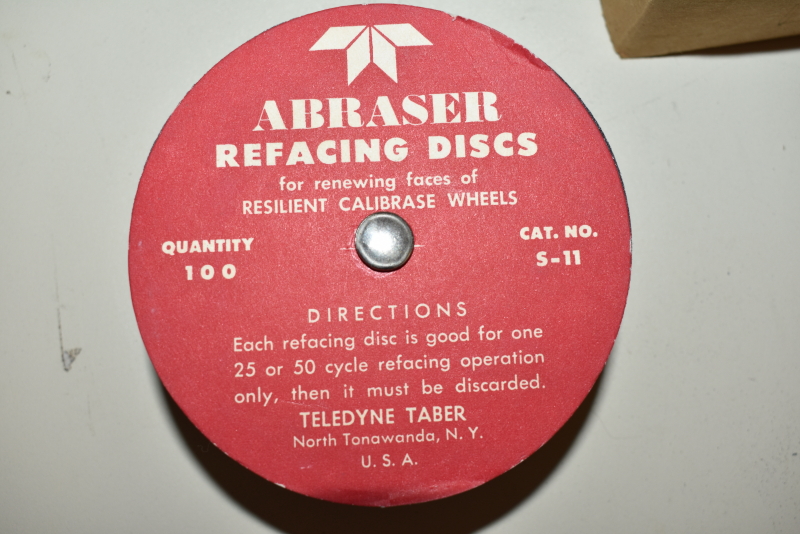 ABRASER
REFACING DISCS
for renewing faces of
RESILIENT CALIBRASE WHEELS
QUANTITY
100
CAT. NO.
S-11
DIRECTIONS
Each refacing disc is good for one
25 or 50 cycle refacing operation
only, then it must be discarded.
TELEDYNE TABER
North Tonawanda, N. Y.
U. S. A.